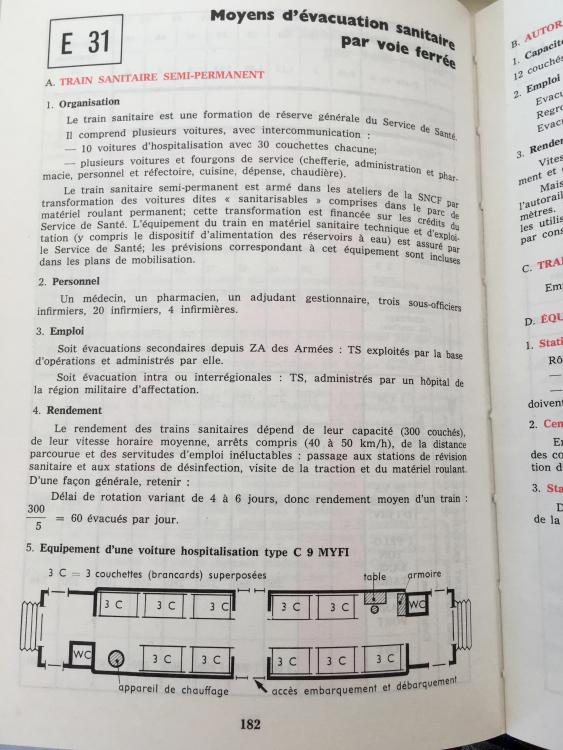 E 31
Moyens d'évacuation sanitaire
par voie ferrée
A. TRAIN SANITAIRE SEMI-PERMANENT
1. Organisation
Le train sanitaire est une formation de réserve générale du Service de Santé.
Il comprend plusieurs voitures, avec intercommunication :
— 10 voitures d'hospitalisation avec 30 couchettes chacune;
— plusieurs voitures et fourgons de service (chefferie, administration et phar-
macie, personnel et réfectoire, cuisine, dépense, chaudière).
Le train sanitaire semi-permanent est armé dans les ateliers de la SNCF par
transformation des voitures dites « sanitarisables » comprises dans le parc de
matériel roulant permanent; cette transformation est financée sur les crédits du
Service de Santé. L'équipement du train en matériel sanitaire technique et d'exploi-
tation (y compris le dispositif d'alimentation des réservoirs à eau) est assuré par
le Service de Santé; les prévisions correspondant à cet équipement sont incluses
dans les plans de mobilisation.
2. Personnel
Un médecin, un pharmacien, un adjudant gestionnaire, trois sous-officiers
infirmiers, 20 infirmiers, 4 infirmières.
3. Emploi
Soit évacuations secondaires depuis ZA des Armées : TS exploités par la base
d'opérations et administrés par elle.
Soit évacuation intra ou interrégionales : TS, administrés par un hôpital de
la région militaire d'affectation.
4. Rendement
Le rendement des trains sanitaires dépend de leur capacité (300 couchés),
de leur vitesse horaire moyenne, arrêts compris (40 à 50 km/h), de la distance
parcourue et des servitudes d'emploi inéluctables : passage aux stations de révision
sanitaire et aux stations de désinfection, visite de la traction et du matériel roulant.
D'une façon générale, retenir :
Délai de rotation variant de 4 à 6 jours, donc rendement moyen d'un train :
300
5
= 60 évacués par jour.
5. Equipement d'une voiture hospitalisation type C 9 MYFI
3 C = 3 couchettes (brancards) superposées
table
armoire
3 C
3 C
3 C
3 C
3 C
3 C
WC
WC
3 C
3 C
3 C
3 C
3 C
appareil de chauffage
accès embarquement et débarquement
182
B. AUTOR
1. Capacité
12 couchés
2. Emploi
Evacu
Regro
Evacu
3. Render
Vites
ment et
Mais
l'autorail
mètres.
les utilis
par cons
C. TRA
Em
D. ÉQU
1. Stati
Rô
—
—
doivent
2. Cen
En
des co
tion d
3. Sta
D
de la